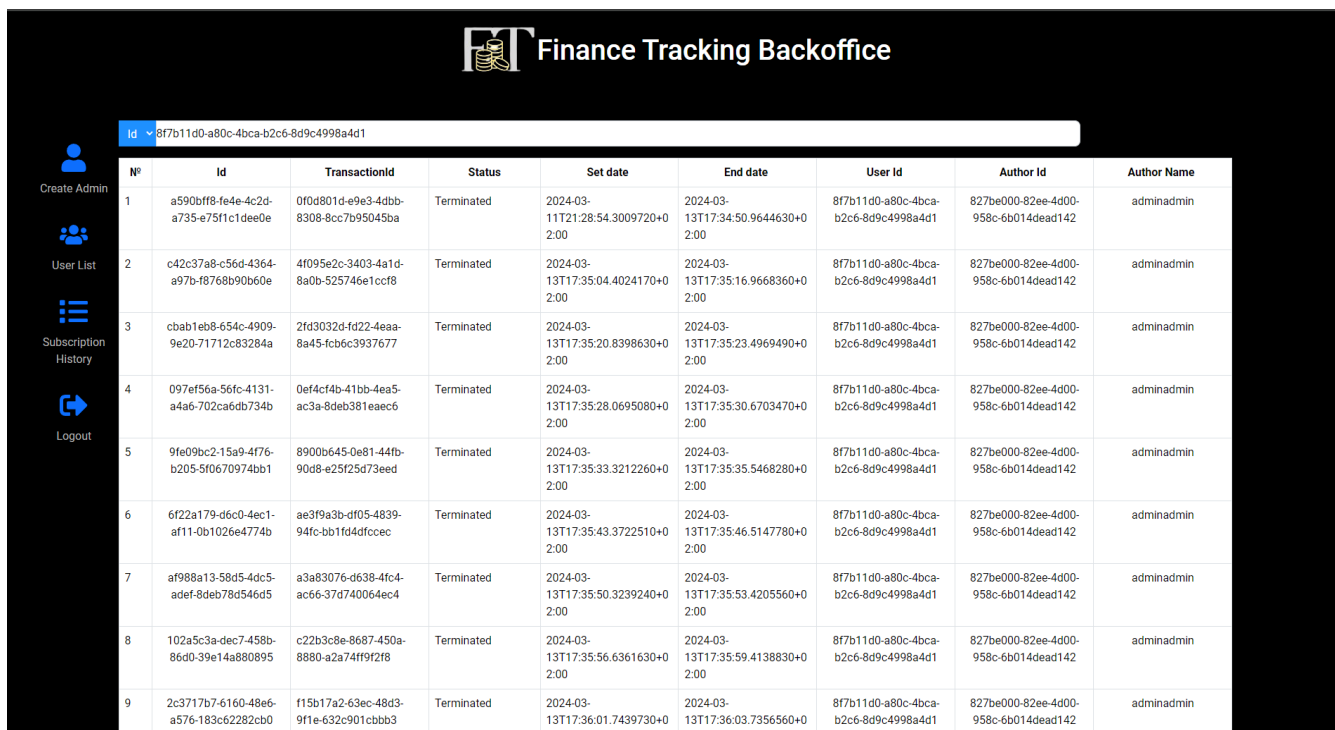 FT Finance Tracking Backoffice
Id 8f7b11d0-a80c-4bca-b2c6-8d9c4998a4d1
Create Admin
User List
Subscription
History
Logout
Nº Id TransactionId Status Set date End date User Id Author Id Author Name
1 a590bff8-fe4e-4c2d- 0f0d801d-e9e3-4dbb- Terminated 2024-03- 2024-03- 8f7b11d0-a80c-4bca- 827be000-82ee-4d00- adminadmin
a735-e75f1c1dee0e 8308-8cc7b95045ba 11T21:28:54.3009720+0 13T17:34:50.9644630+0 b2c6-8d9c4998a4d1 958c-6b014dead142
2:00 2:00
2 c42c37a8-c56d-4364- 4f095e2c-3403-4a1d- Terminated 2024-03- 2024-03- 8f7b11d0-a80c-4bca- 827be000-82ee-4d00- adminadmin
a97b-f8768b90b60e 8a0b-525746e1ccf8 13T17:35:04.4024170+0 13T17:35:16.9668360+0 b2c6-8d9c4998a4d1 958c-6b014dead142
2:00 2:00
3 cbab1eb8-654c-4909- 2fd3032d-fd22-4eaa- Terminated 2024-03- 2024-03- 8f7b11d0-a80c-4bca- 827be000-82ee-4d00- adminadmin
9e20-71712c83284a 8a45-fcb6c3937677 13T17:35:20.8398630+0 13T17:35:23.4969490+0 b2c6-8d9c4998a4d1 958c-6b014dead142
2:00 2:00
4 097ef56a-56fc-4131- 0ef4cf4b-41bb-4ea5- Terminated 2024-03- 2024-03- 8f7b11d0-a80c-4bca- 827be000-82ee-4d00- adminadmin
a4a6-702ca6db734b ac3a-8deb381eaec6 13T17:35:28.0695080+0 13T17:35:30.6703470+0 b2c6-8d9c4998a4d1 958c-6b014dead142
2:00 2:00
5 9fe09bc2-15a9-4f76- 8900b645-0e81-44fb- Terminated 2024-03- 2024-03- 8f7b11d0-a80c-4bca- 827be000-82ee-4d00- adminadmin
b205-5f0670974bb1 90d8-e25f25d73eed 13T17:35:33.3212260+0 13T17:35:35.5468280+0 b2c6-8d9c4998a4d1 958c-6b014dead142
2:00 2:00
6 6f22a179-d6c0-4ec1- ae3f9a3b-df05-4839- Terminated 2024-03- 2024-03- 8f7b11d0-a80c-4bca- 827be000-82ee-4d00- adminadmin
af11-0b1026e4774b 94fc-bb1fd4dfccec 13T17:35:43.3722510+0 13T17:35:46.5147780+0 b2c6-8d9c4998a4d1 958c-6b014dead142
2:00 2:00
7 af988a13-58d5-4dc5- a3a83076-d638-4fc4- Terminated 2024-03- 2024-03- 8f7b11d0-a80c-4bca- 827be000-82ee-4d00- adminadmin
adef-8deb78d546d5 ac66-37d740064ec4 13T17:35:50.3239240+0 13T17:35:53.4205560+0 b2c6-8d9c4998a4d1 958c-6b014dead142
2:00 2:00
8 102a5c3a-dec7-458b- c22b3c8e-8687-450a- Terminated 2024-03- 2024-03- 8f7b11d0-a80c-4bca- 827be000-82ee-4d00- adminadmin
86d0-39e14a880895 8880-a2a74ff9f2f8 13T17:35:56.6361630+0 13T17:35:59.4138830+0 b2c6-8d9c4998a4d1 958c-6b014dead142
2:00 2:00
9 2c3717b7-6160-48e6- f15b17a2-63ec-48d3- Terminated 2024-03- 2024-03- 8f7b11d0-a80c-4bca- 827be000-82ee-4d00- adminadmin
a576-183c62282cb0 9f1e-632c901cbbb3 13T17:36:01.7439730+0 13T17:36:03.7356560+0 b2c6-8d9c4998a4d1 958c-6b014dead142